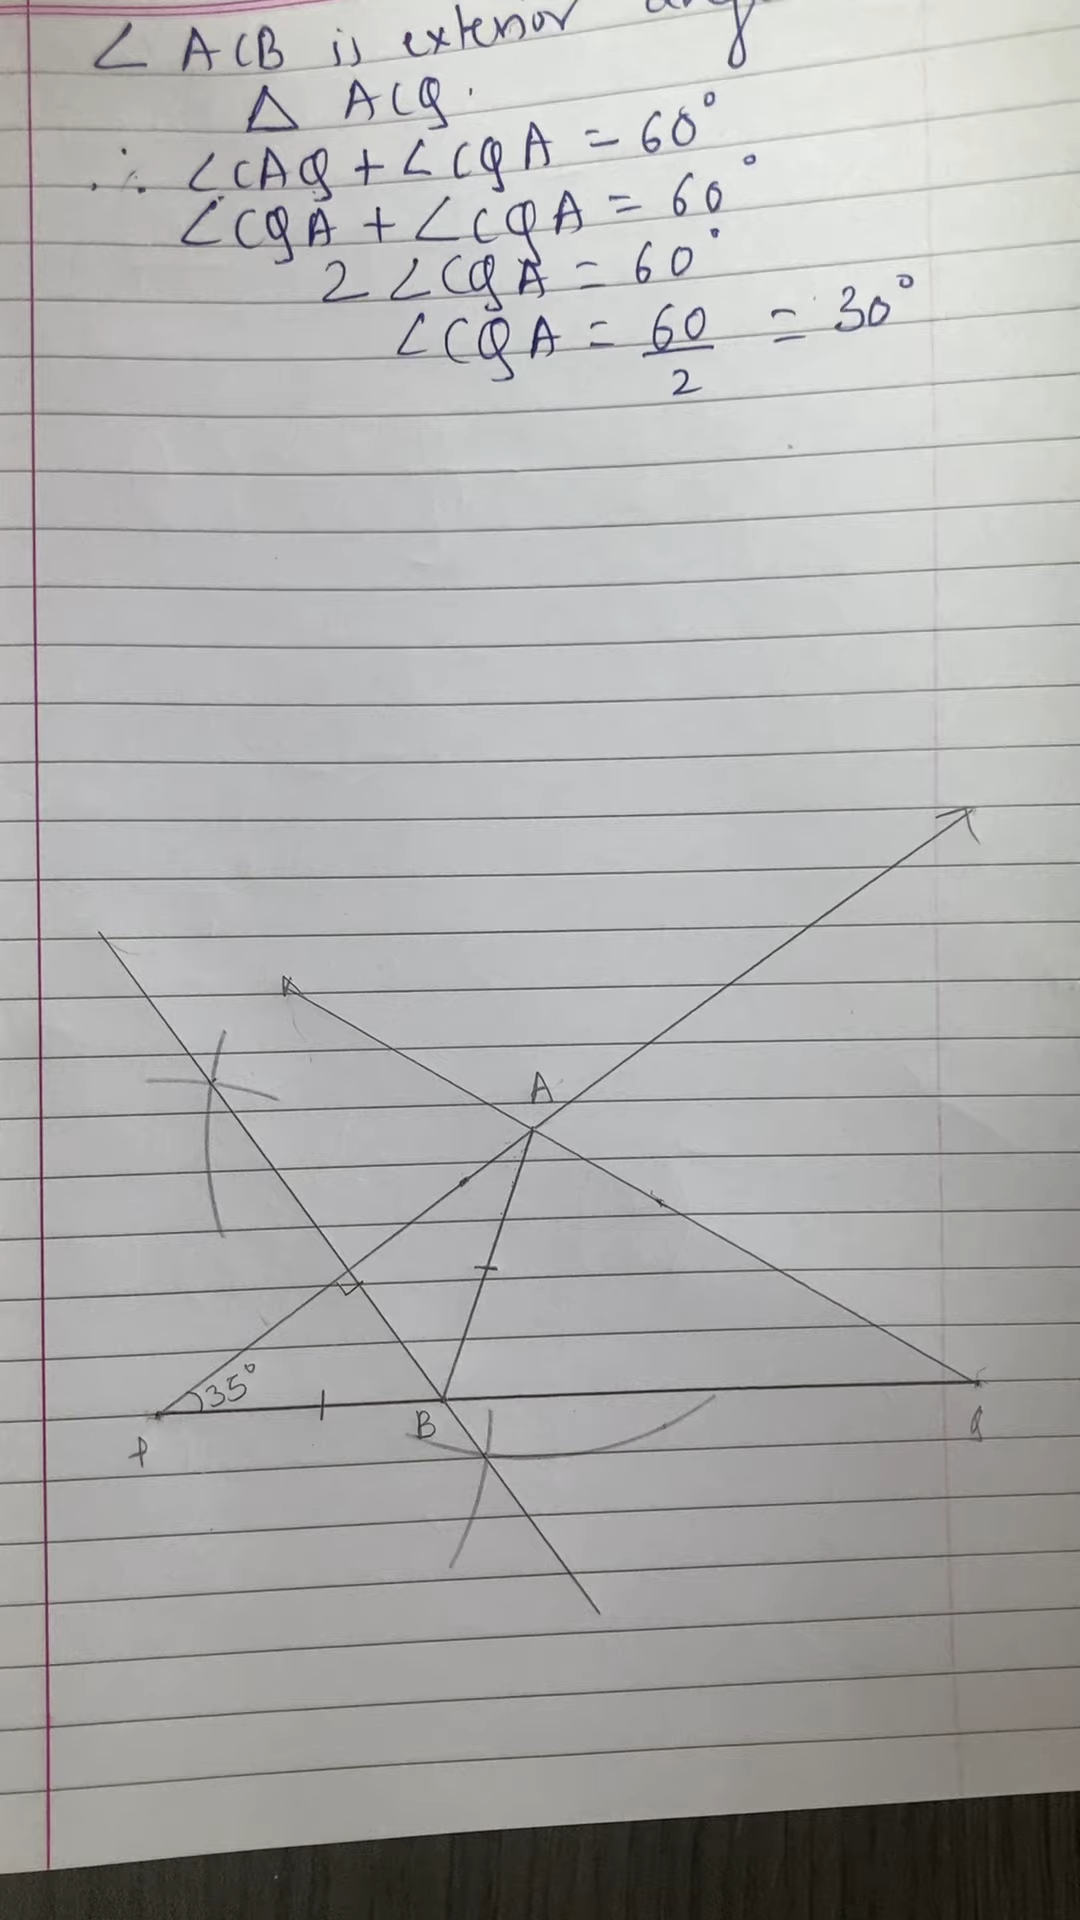 ∠ ACB is exterior
△ ACQ.
∴ ∠CAQ + ∠CQA = 60°
∠CQA + ∠CQA = 60°
2 ∠CQA = 60°
∠CQA = 60/2 = 30°
A
35°
B
P
Q